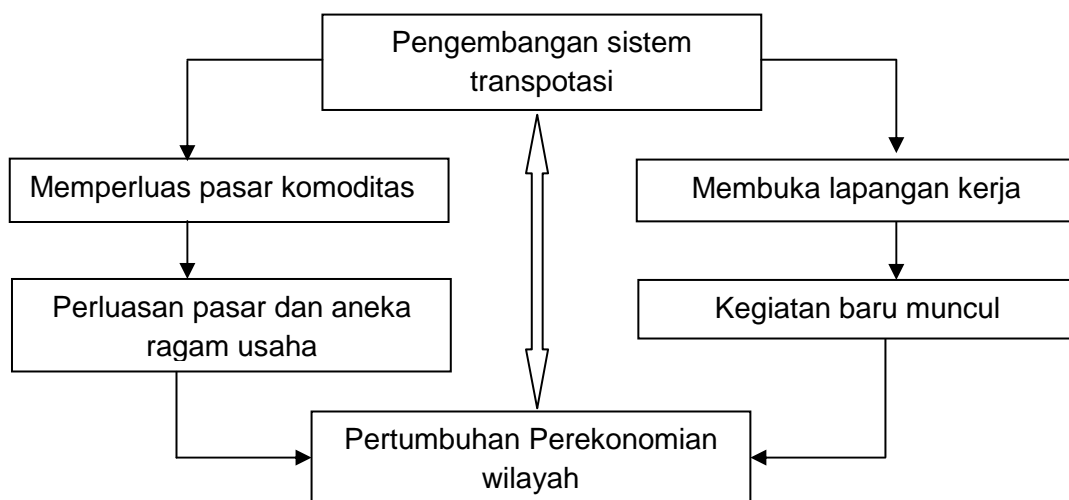 Pengembangan sistem
transpotasi
Memperluas pasar komoditas
Membuka lapangan kerja
Perluasan pasar dan aneka
ragam usaha
Kegiatan baru muncul
Pertumbuhan Perekonomian
wilayah